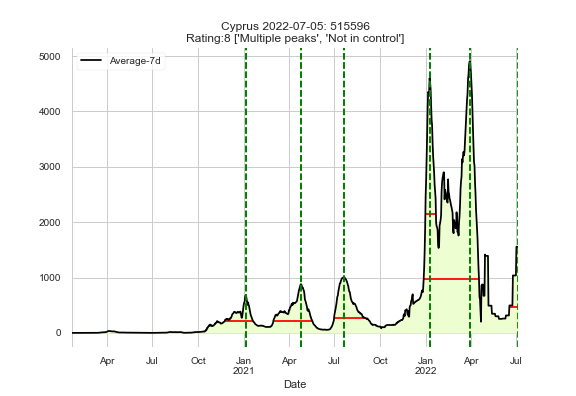 Cyprus 2022-07-05: 515596
Rating:8 ['Multiple peaks', 'Not in control']
Average-7d
5000
4000
3000
2000
1000
0
Apr Jul Oct Jan Apr Jul Oct Jan Apr Jul
2021 2022
Date